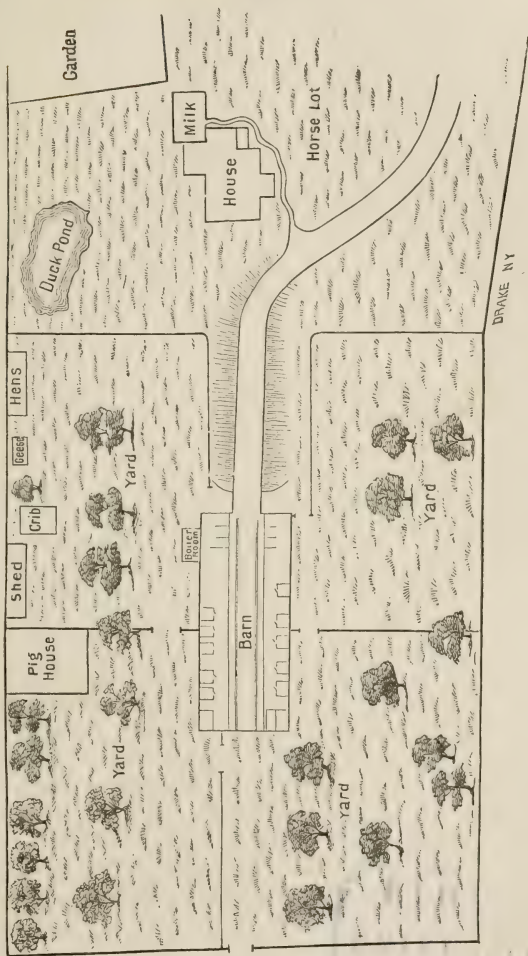 Garden
Milk
House
Horse Lot
Duck Pond
DRAKE NY
Hens
Geese
Crib
Shed
Yard
Yard
Boiler
Room
Barn
Pig
House
Yard
Yard